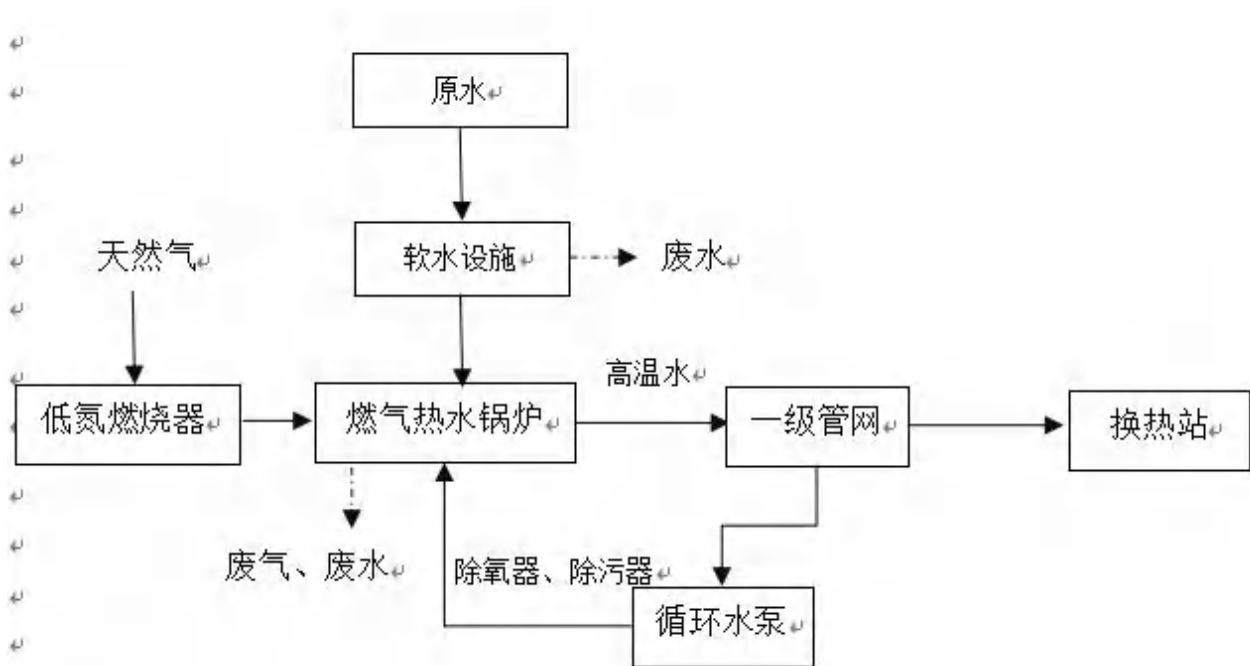 原水
软水设施
废水
天然气
高温水
低氮燃烧器
燃气热水锅炉
一级管网
换热站
废气、废水
除氧器、除污器
循环水泵